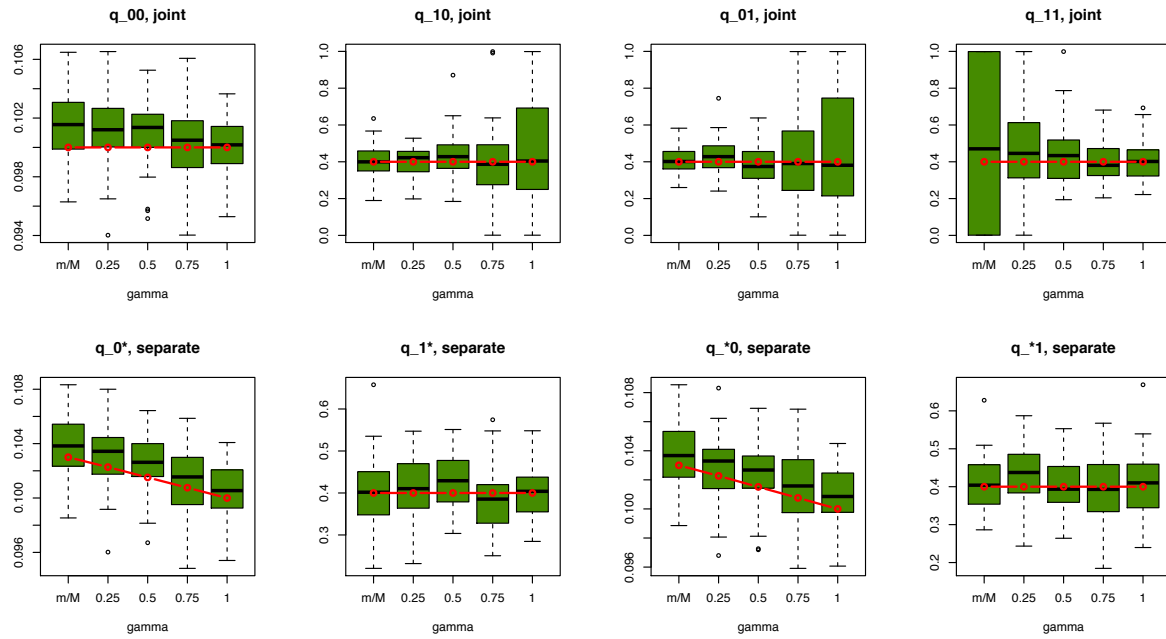 q_00, joint
q_10, joint
q_01, joint
q_11, joint
0.106
0.102
0.098
0.094
m/M 0.25 0.5 0.75 1
gamma
1.0
0.8
0.6
0.4
0.2
0.0
m/M 0.25 0.5 0.75 1
gamma
1.0
0.8
0.6
0.4
0.2
0.0
m/M 0.25 0.5 0.75 1
gamma
1.0
0.8
0.6
0.4
0.2
0.0
m/M 0.25 0.5 0.75 1
gamma
q_0*, separate
q_1*, separate
q_*0, separate
q_*1, separate
0.108
0.104
0.100
0.096
m/M 0.25 0.5 0.75 1
gamma
0.6
0.5
0.4
0.3
m/M 0.25 0.5 0.75 1
gamma
0.108
0.104
0.100
0.096
m/M 0.25 0.5 0.75 1
gamma
0.6
0.5
0.4
0.3
0.2
m/M 0.25 0.5 0.75 1
gamma